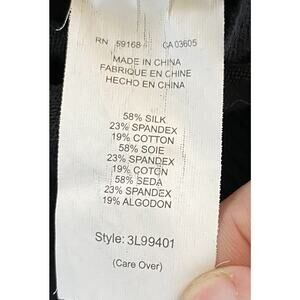 RN 59168 CA 03605
MADE IN CHINA
FABRIQUE EN CHINE
HECHO EN CHINA
58% SILK
23% SPANDEX
19% COTTON
58% SOIE
23% SPANDEX
19% COTON
58% SEDA
23% SPANDEX
19% ALGODON
Style: 3L99401
(Care Over)